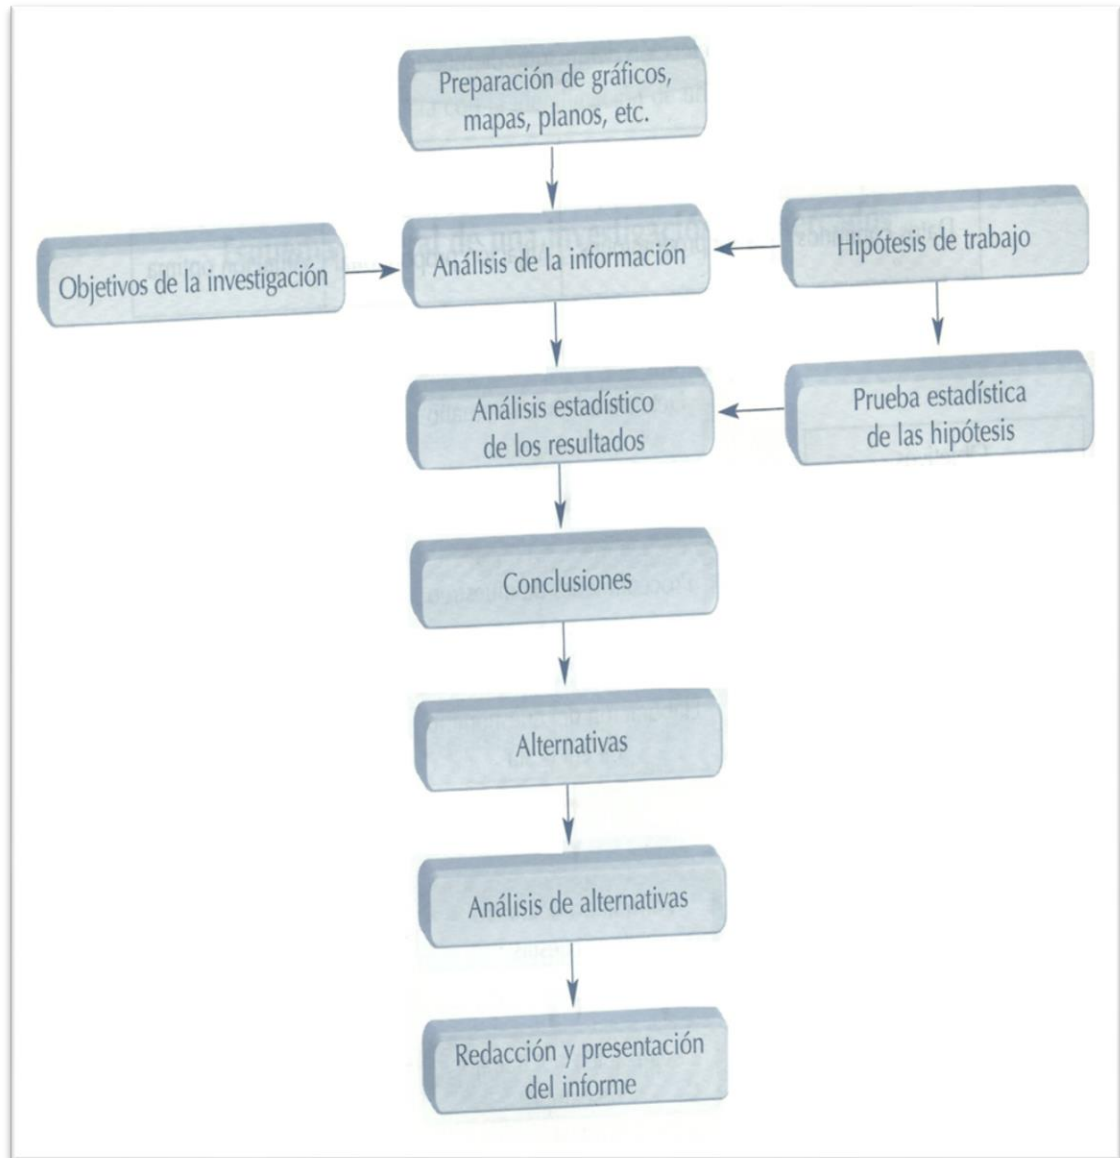 Preparación de gráficos,
mapas, planos, etc.
Objetivos de la investigación
Análisis de la información
Hipótesis de trabajo
Análisis estadístico
de los resultados
Prueba estadística
de las hipótesis
Conclusiones
Alternativas
Análisis de alternativas
Redacción y presentación
del informe